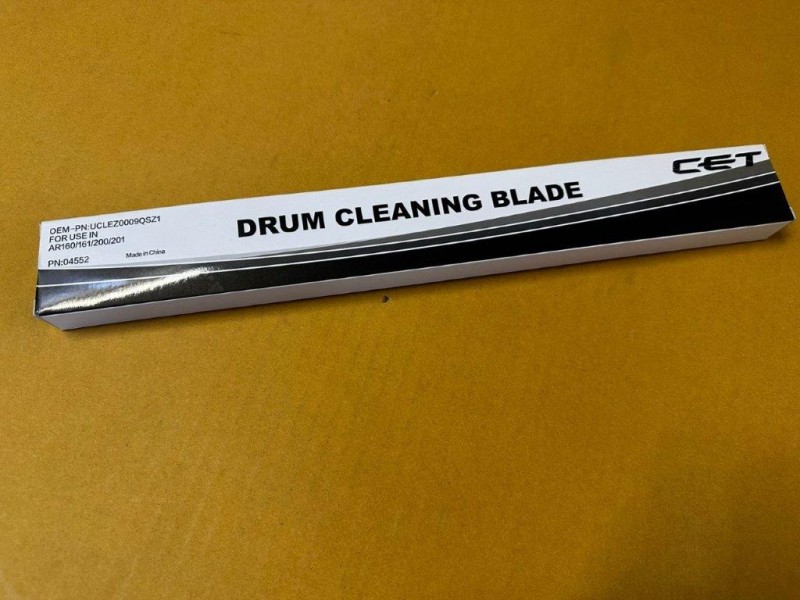 OEM-PN:UCLEZ0009QSZ1
FOR USE IN
AR160/161/200/201
PN:04552
Made in China
DRUM CLEANING BLADE
CET